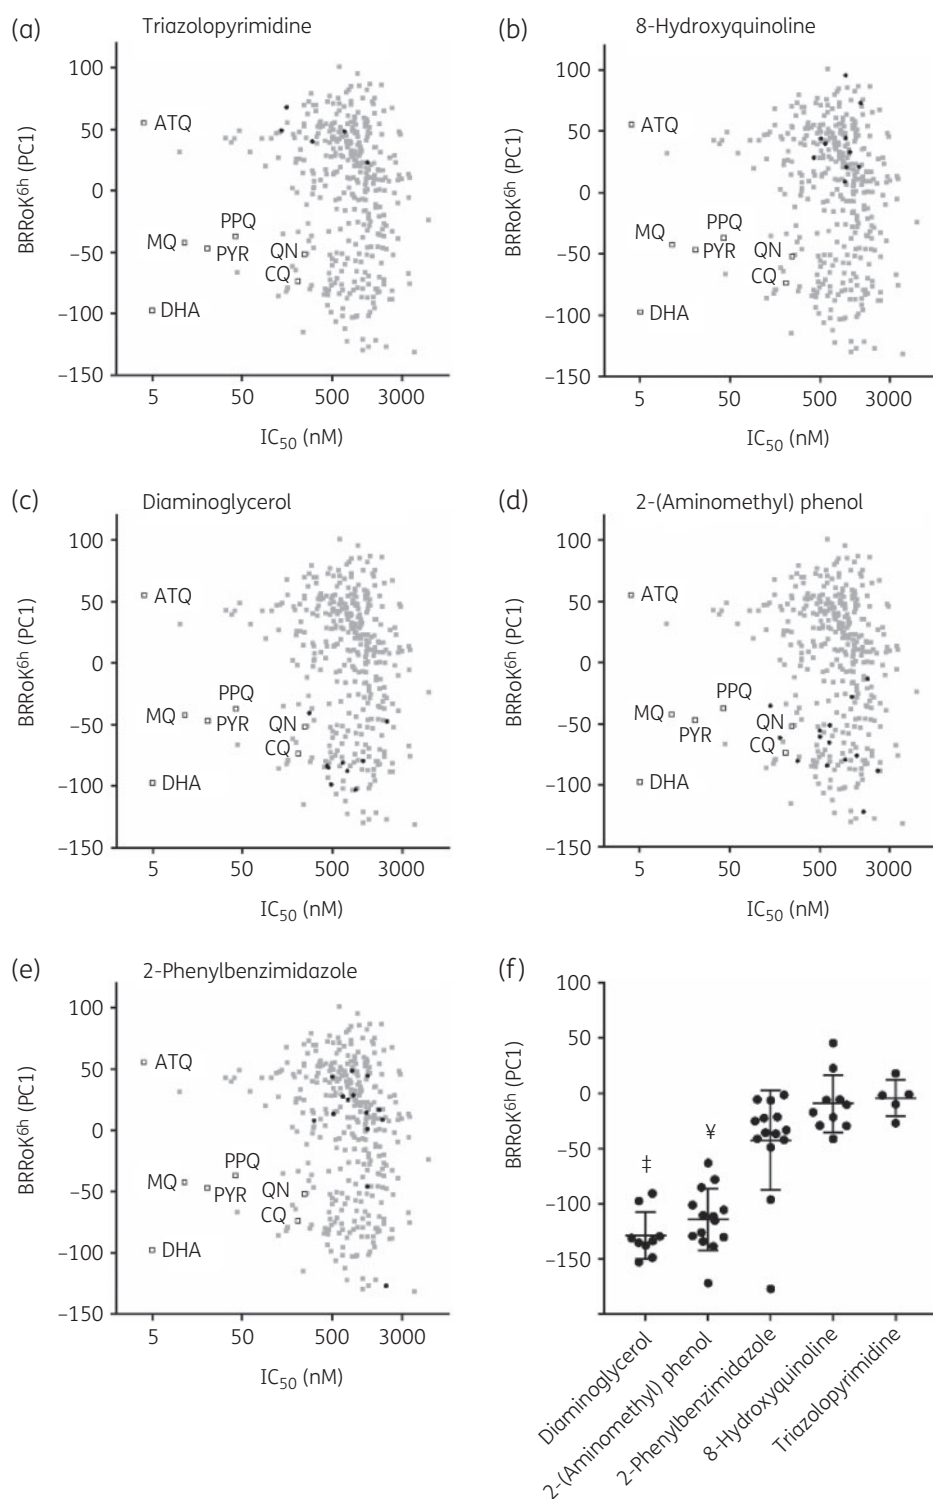 (a) Triazolopyrimidine
BRRoK6h (PC1)
100
50
0
−50
−100
−150
ATQ
PPQ
MQ
PYR
QN
CQ
DHA
5 50 500 3000
IC50 (nM)
(b) 8-Hydroxyquinoline
BRRoK6h (PC1)
100
50
0
−50
−100
−150
ATQ
PPQ
MQ
PYR
QN
CQ
DHA
5 50 500 3000
IC50 (nM)
(c) Diaminoglycerol
BRRoK6h (PC1)
100
50
0
−50
−100
−150
ATQ
PPQ
MQ
PYR
QN
CQ
DHA
5 50 500 3000
IC50 (nM)
(d) 2-(Aminomethyl) phenol
BRRoK6h (PC1)
100
50
0
−50
−100
−150
ATQ
PPQ
MQ
PYR
QN
CQ
DHA
5 50 500 3000
IC50 (nM)
(e) 2-Phenylbenzimidazole
BRRoK6h (PC1)
100
50
0
−50
−100
−150
ATQ
PPQ
MQ
PYR
QN
CQ
DHA
5 50 500 3000
IC50 (nM)
(f)
BRRoK6h (PC1)
100
50
0
−50
−100
−150
‡
¥
Diaminoglycerol
2-(Aminomethyl) phenol
2-Phenylbenzimidazole
8-Hydroxyquinoline
Triazolopyrimidine